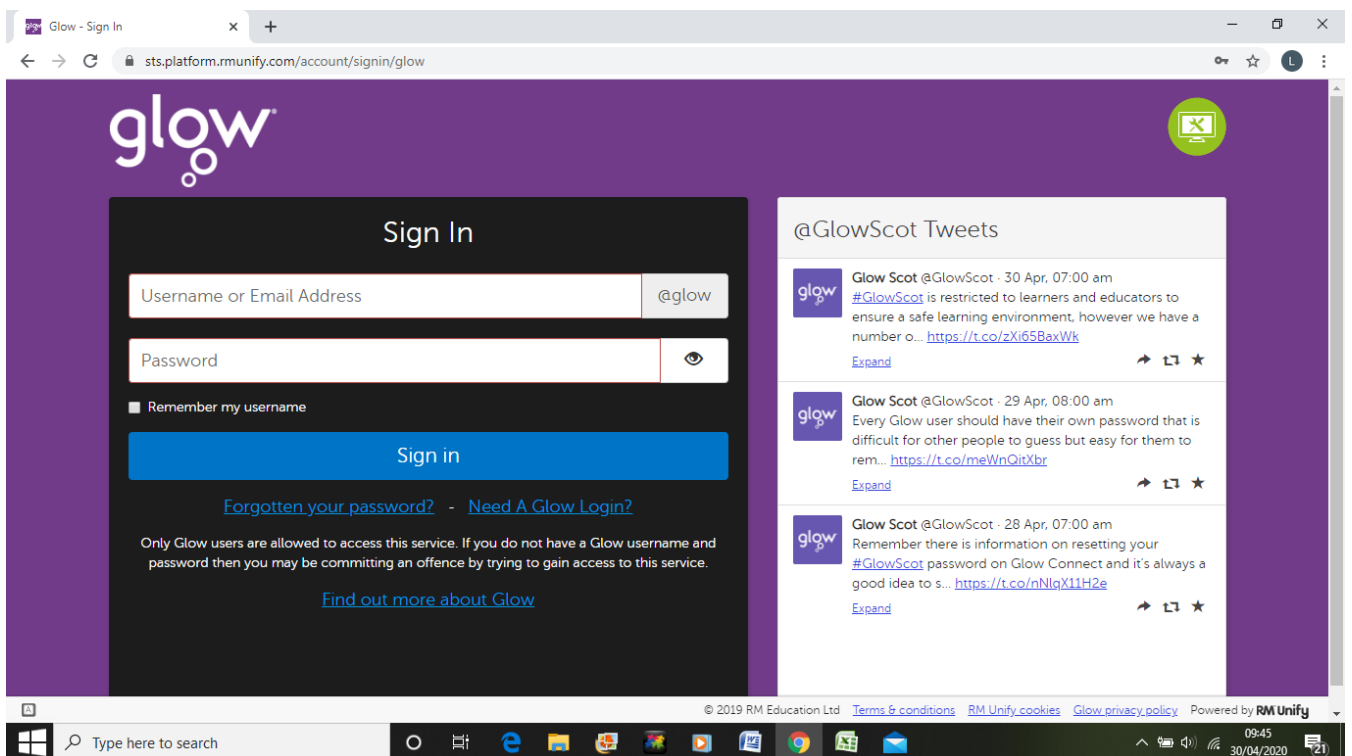 Glow - Sign In
sts.platform.rmunify.com/account/signin/glow
L
glow
Sign In
Username or Email Address @glow
Password
Remember my username
Sign in
Forgotten your password? - Need A Glow Login?
Only Glow users are allowed to access this service. If you do not have a Glow username and
password then you may be committing an offence by trying to gain access to this service.
Find out more about Glow
@GlowScot Tweets
glow
Glow Scot @GlowScot · 30 Apr, 07:00 am
#GlowScot is restricted to learners and educators to
ensure a safe learning environment, however we have a
number o... https://t.co/zXi65BaxWk
Expand
glow
Glow Scot @GlowScot · 29 Apr, 08:00 am
Every Glow user should have their own password that is
difficult for other people to guess but easy for them to
rem... https://t.co/meWnQitXbr
Expand
glow
Glow Scot @GlowScot · 28 Apr, 07:00 am
Remember there is information on resetting your
#GlowScot password on Glow Connect and it's always a
good idea to s... https://t.co/nNlqX11H2e
Expand
A
© 2019 RM Education Ltd Terms & conditions RM Unify cookies Glow privacy policy Powered by RM Unify
Type here to search
09:45
30/04/2020
21